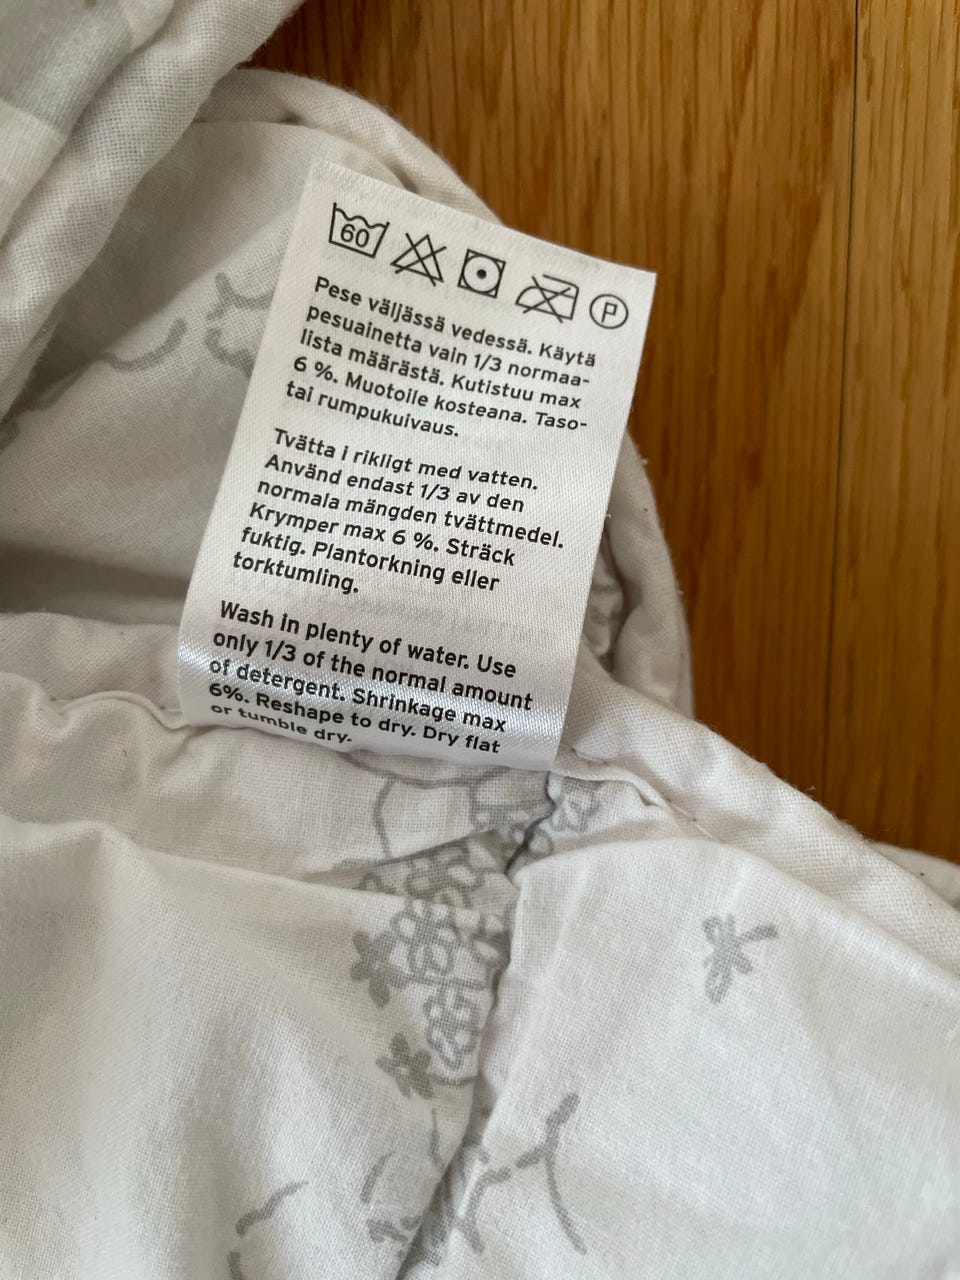 60 P
Pese väljässä vedessä. Käytä
pesuainetta vain 1/3 normaa-
lista määrästä. Kutistuu max
6 %. Muotoile kosteana. Taso-
tai rumpukuivaus.
Tvätta i rikligt med vatten.
Använd endast 1/3 av den
normala mängden tvättmedel.
Krymper max 6 %. Sträck
fuktig. Plantorkning eller
torktumling.
Wash in plenty of water. Use
only 1/3 of the normal amount
of detergent. Shrinkage max
6%. Reshape to dry. Dry flat
or tumble dry.